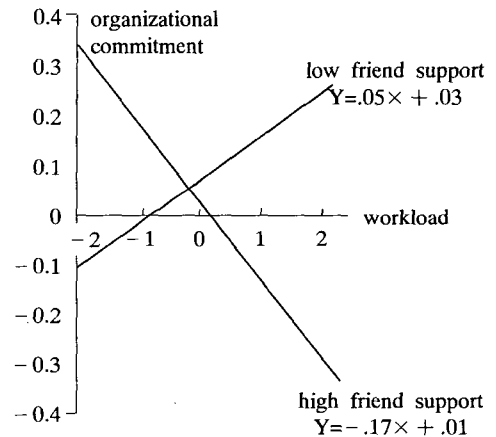 0.4
organizational
commitment
0.3
low friend support
Y=.05× + .03
0.2
0.1
0
workload
−2 −1 0 1 2
−0.1
−0.2
−0.3
high friend support
−0.4
Y=−.17x + .01